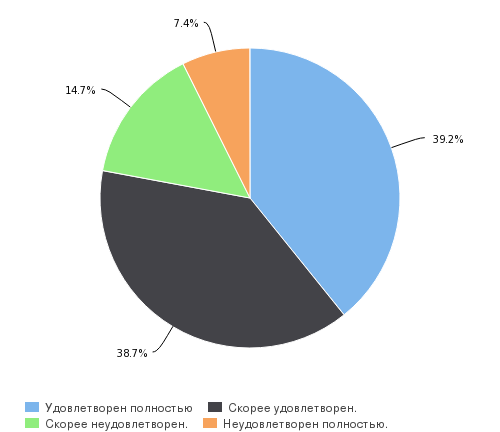 7.4%
14.7%
39.2%
38.7%
Удовлетворен полностью Скорее удовлетворен.
Скорее неудовлетворен. Неудовлетворен полностью.